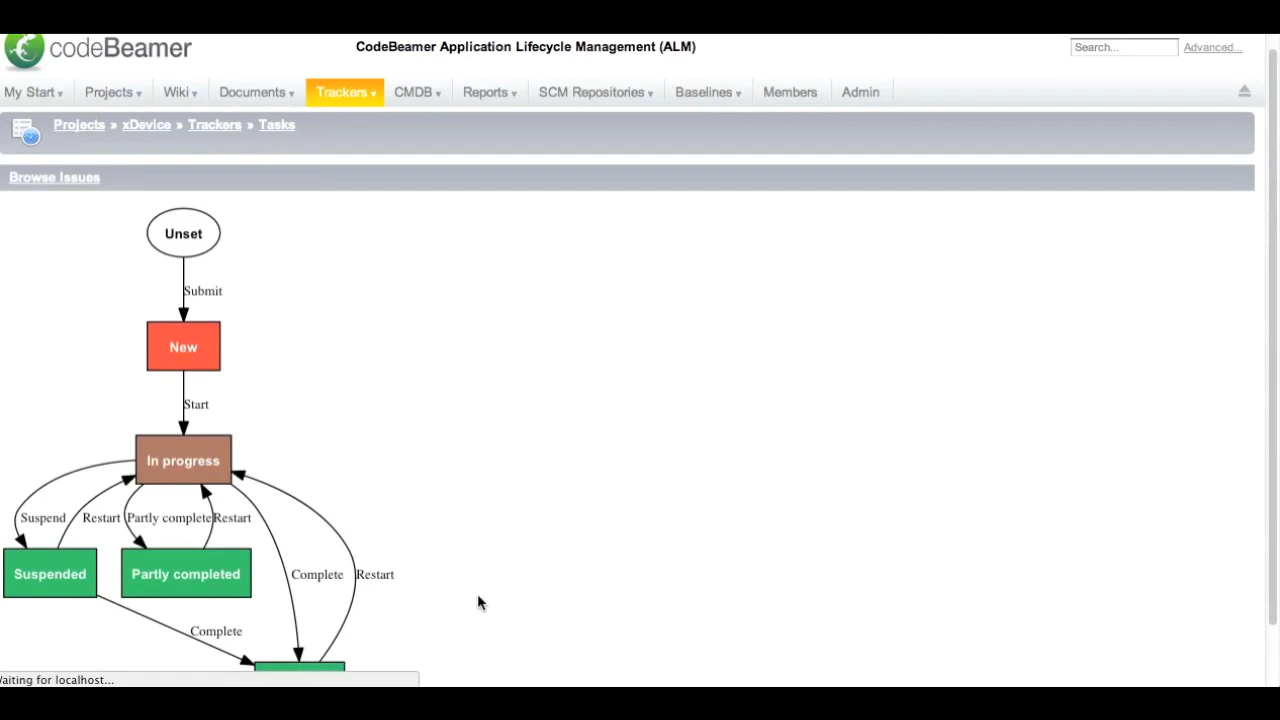 codeBeamer
CodeBeamer Application Lifecycle Management (ALM)
Search...
Advanced...
My Start
Projects
Wiki
Documents
Trackers
CMDB
Reports
SCM Repositories
Baselines
Members
Admin
Projects » xDevice » Trackers » Tasks
Browse Issues
Unset
Submit
New
Start
In progress
Suspend
Restart
Partly complete
Restart
Suspended
Partly completed
Complete
Restart
Complete
Vaiting for localhost...